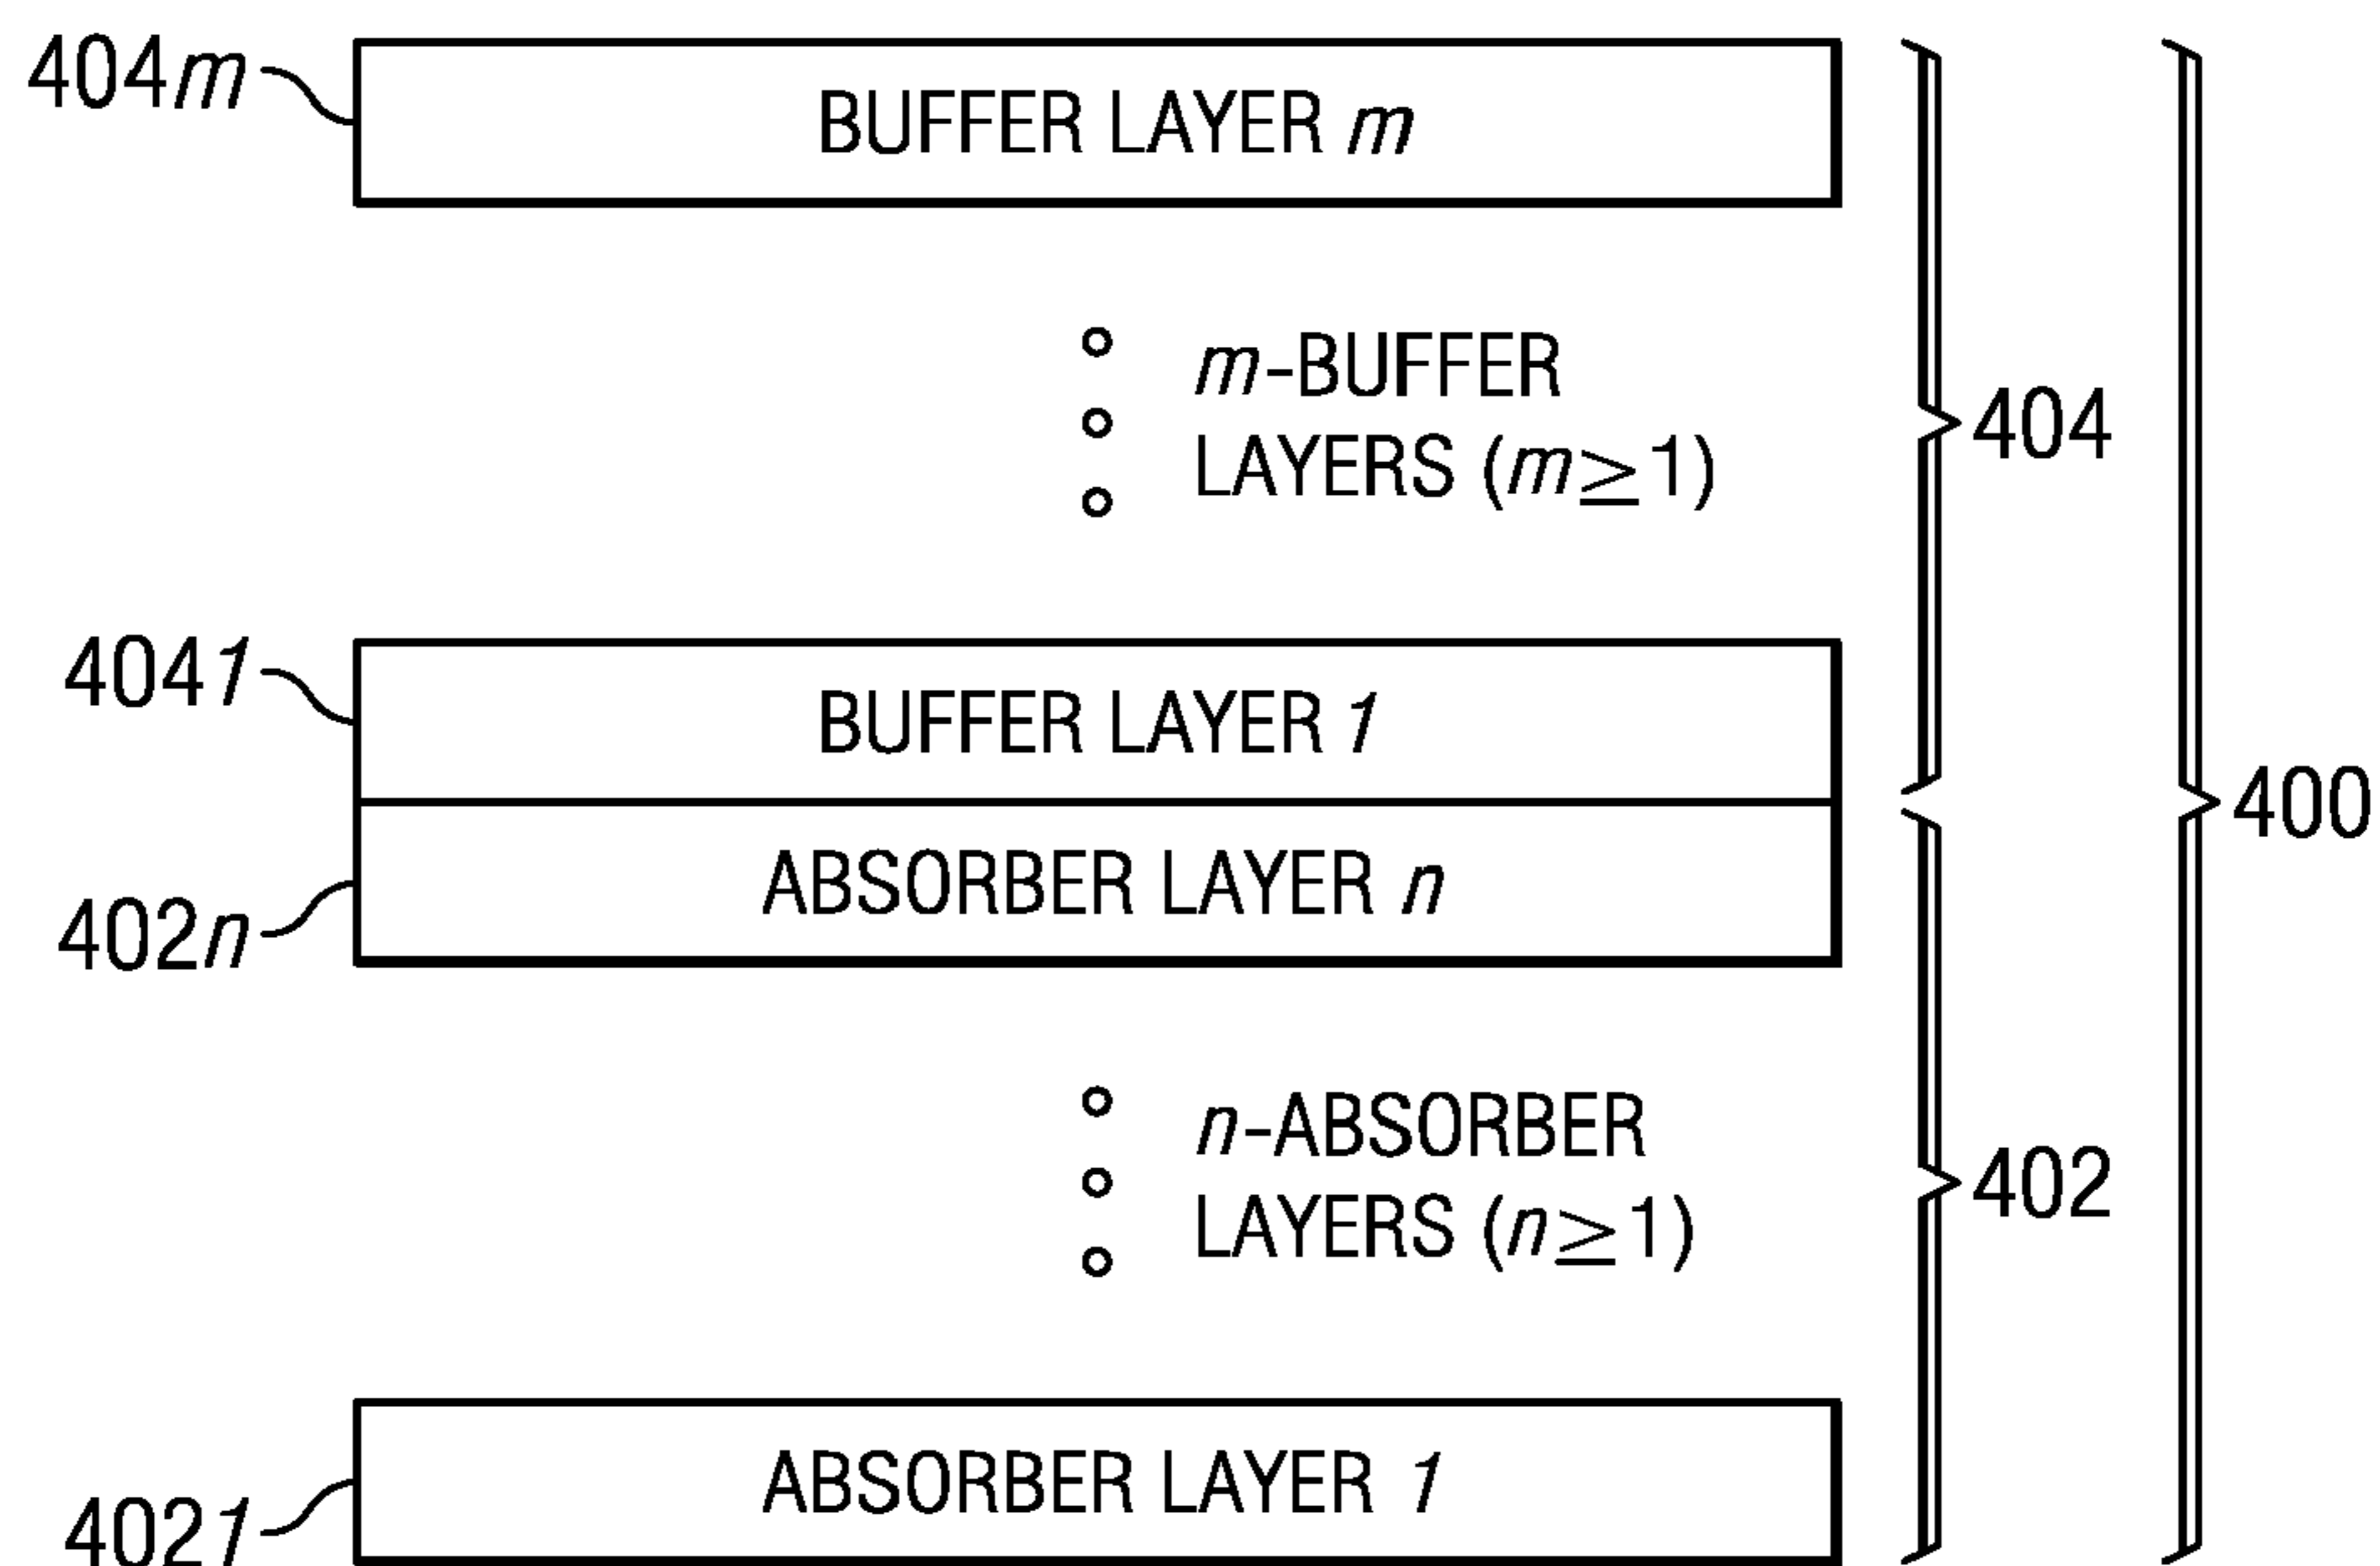 404m
BUFFER LAYER m
m-BUFFER
LAYERS (m≥1)
404
4041
BUFFER LAYER 1
400
402n
ABSORBER LAYER n
n-ABSORBER
LAYERS (n≥1)
402
4021
ABSORBER LAYER 1